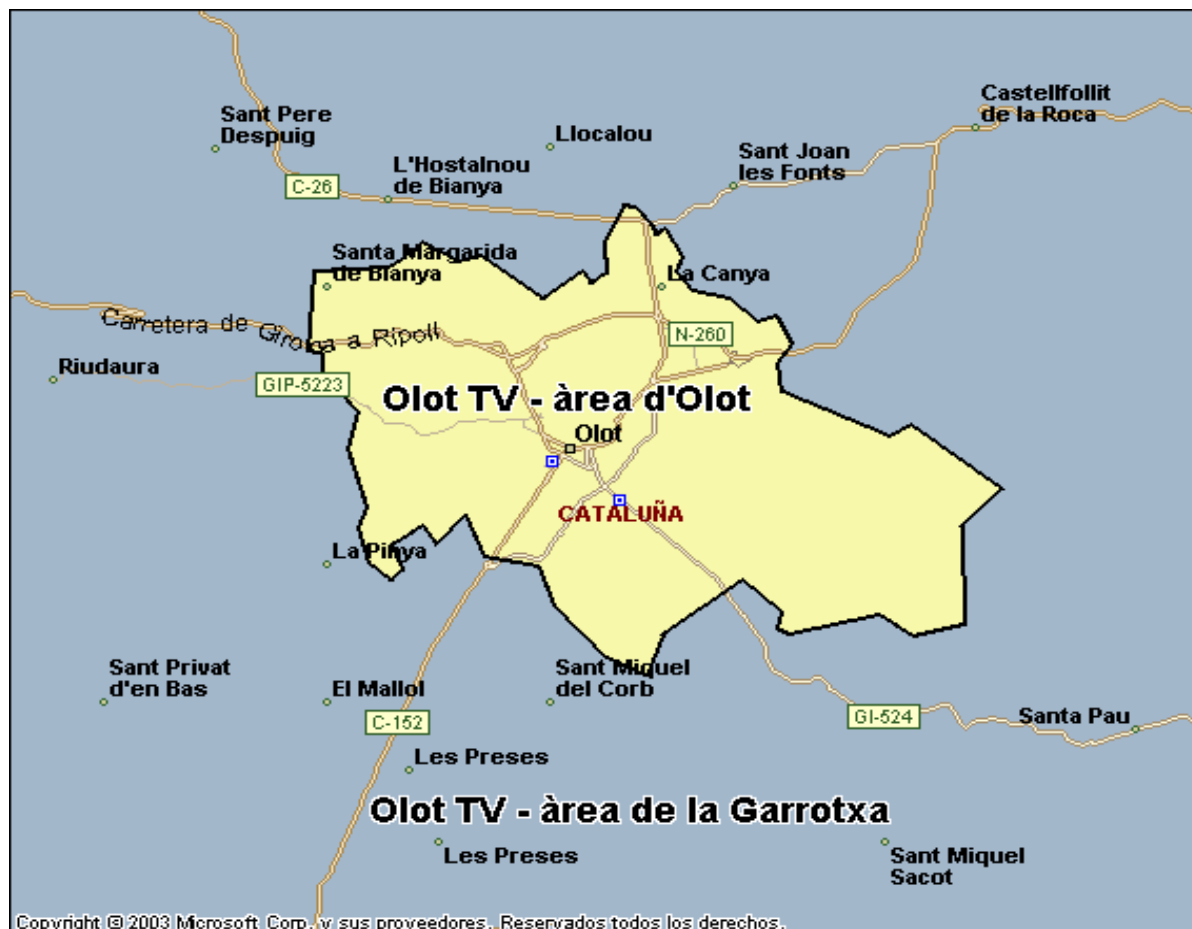 Castellfollit
de la Roca
Sant Pere
Despuig
Llocalou
Sant Joan
les Fonts
L'Hostalnou
de Bianya
C-26
Santa Margarida
de Bianya
La Canya
Carretera de Girona a Ripoll
N-260
Riudaura
GIP-5223
Olot TV - àrea d'Olot
Olot
CATALUÑA
La Pinya
Sant Privat
d'en Bas
El Mallol
Sant Miquel
del Corb
C-152
GI-524
Santa Pau
Les Preses
Olot TV - àrea de la Garrotxa
Les Preses
Sant Miquel
Sacot
Copyright © 2003 Microsoft Corp. y sus proveedores. Reservados todos los derechos.